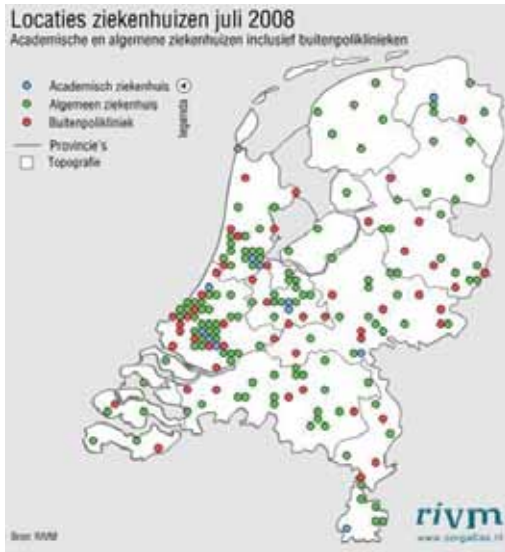 Locaties ziekenhuizen juli 2008
Academische en algemene ziekenhuizen inclusief buitenpoliklinieken
Academisch ziekenhuis
Algemeen ziekenhuis
Buitenpolikliniek
legenda
Provincie's
Topografie
Bron: RIVM
rivm
www.zorgatlas.nl